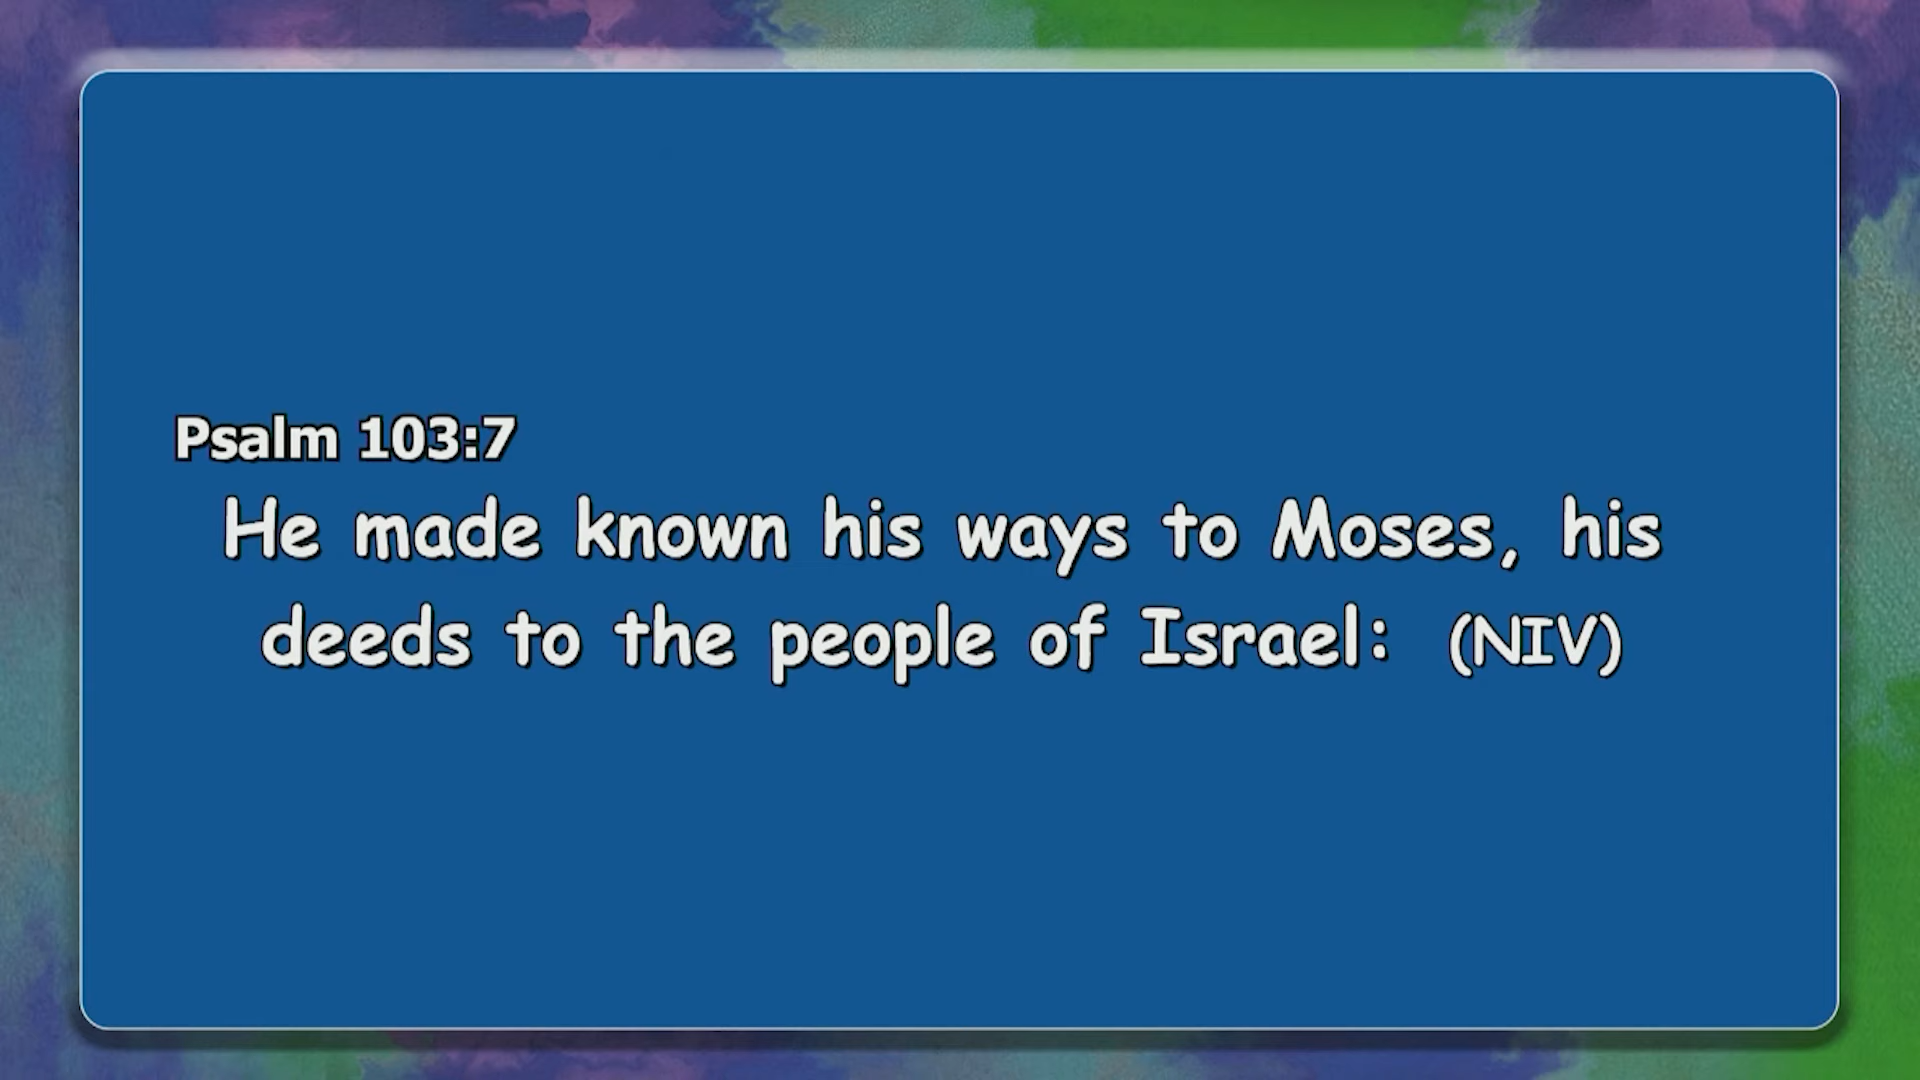 Psalm 103:7
He made known his ways to Moses, his
deeds to the people of Israel: (NIV)